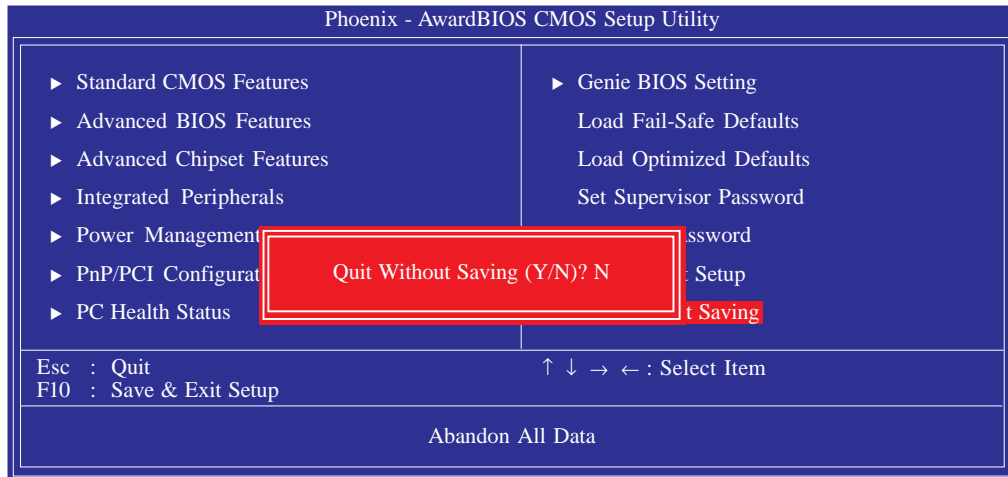 Phoenix - AwardBIOS CMOS Setup Utility
► Standard CMOS Features
► Advanced BIOS Features
► Advanced Chipset Features
► Integrated Peripherals
► Power Management
► PnP/PCI Configurat
► PC Health Status
► Genie BIOS Setting
Load Fail-Safe Defaults
Load Optimized Defaults
Set Supervisor Password
ssword
Setup
t Saving
Quit Without Saving (Y/N)? N
Esc : Quit
F10 : Save & Exit Setup
↑ ↓ → ← : Select Item
Abandon All Data